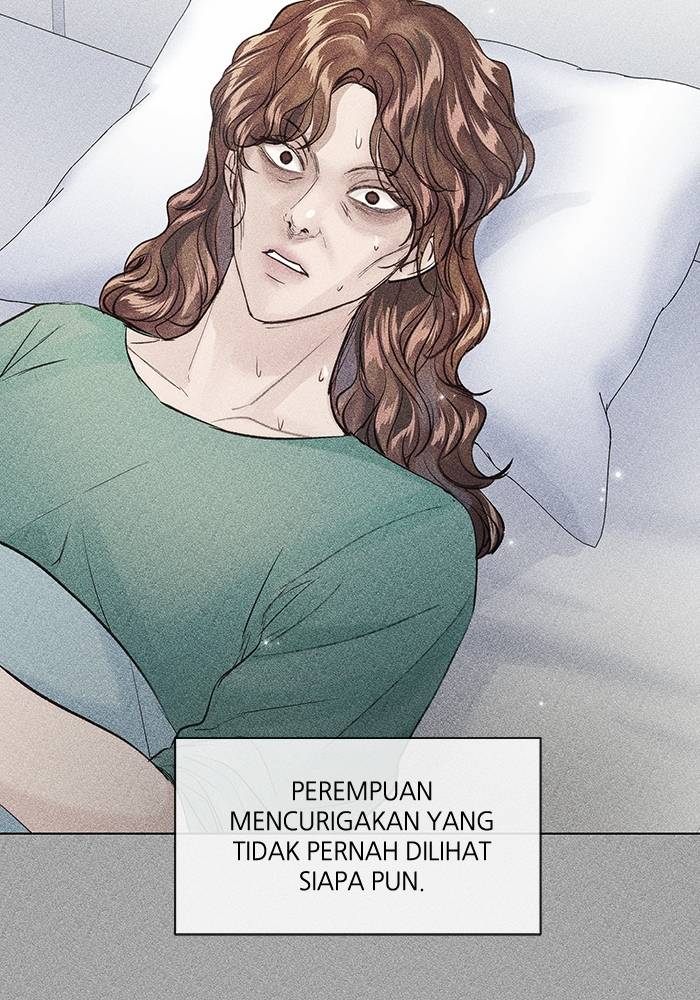 PEREMPUAN
MENCURIGAKAN YANG
TIDAK PERNAH DILIHAT
SIAPA PUN.